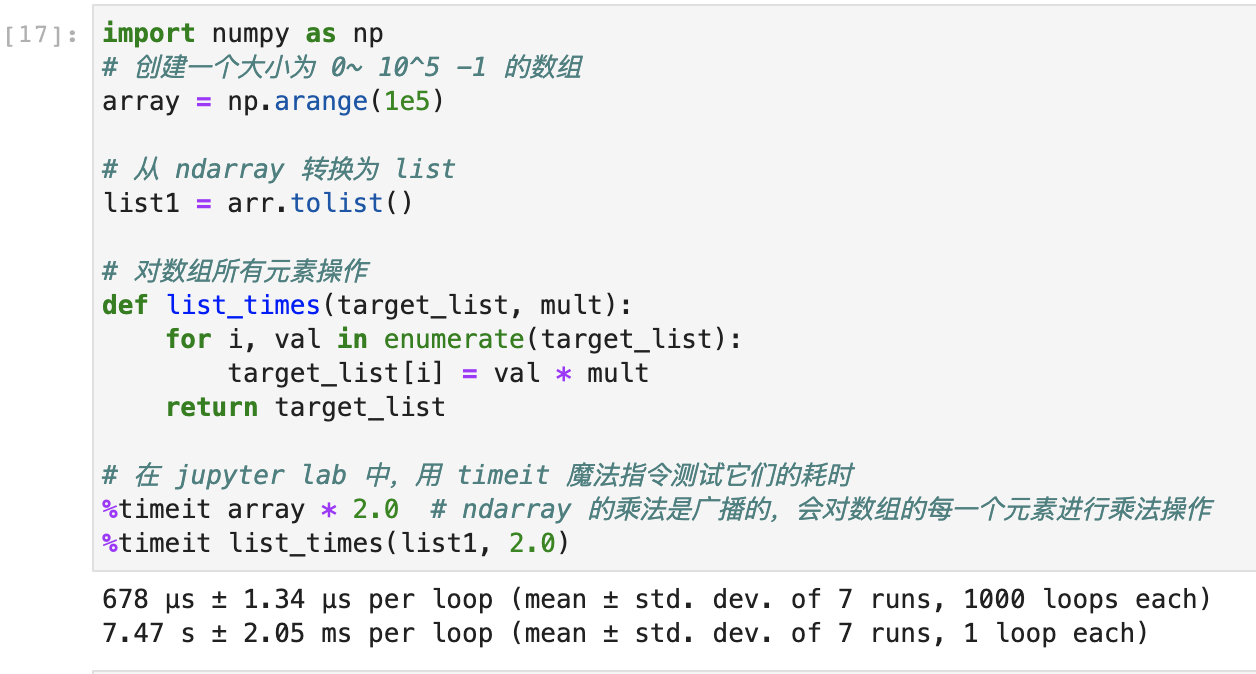 [17]:
import numpy as np
# 创建一个大小为 0~ 10^5 -1 的数组
array = np.arange(1e5)
# 从 ndarray 转换为 list
list1 = arr.tolist()
# 对数组所有元素操作
def list_times(target_list, mult):
    for i, val in enumerate(target_list):
        target_list[i] = val * mult
    return target_list
# 在 jupyter lab 中，用 timeit 魔法指令测试它们的耗时
%timeit array * 2.0  # ndarray 的乘法是广播的，会对数组的每一个元素进行乘法操作
%timeit list_times(list1, 2.0)
678 µs ± 1.34 µs per loop (mean ± std. dev. of 7 runs, 1000 loops each)
7.47 s ± 2.05 ms per loop (mean ± std. dev. of 7 runs, 1 loop each)